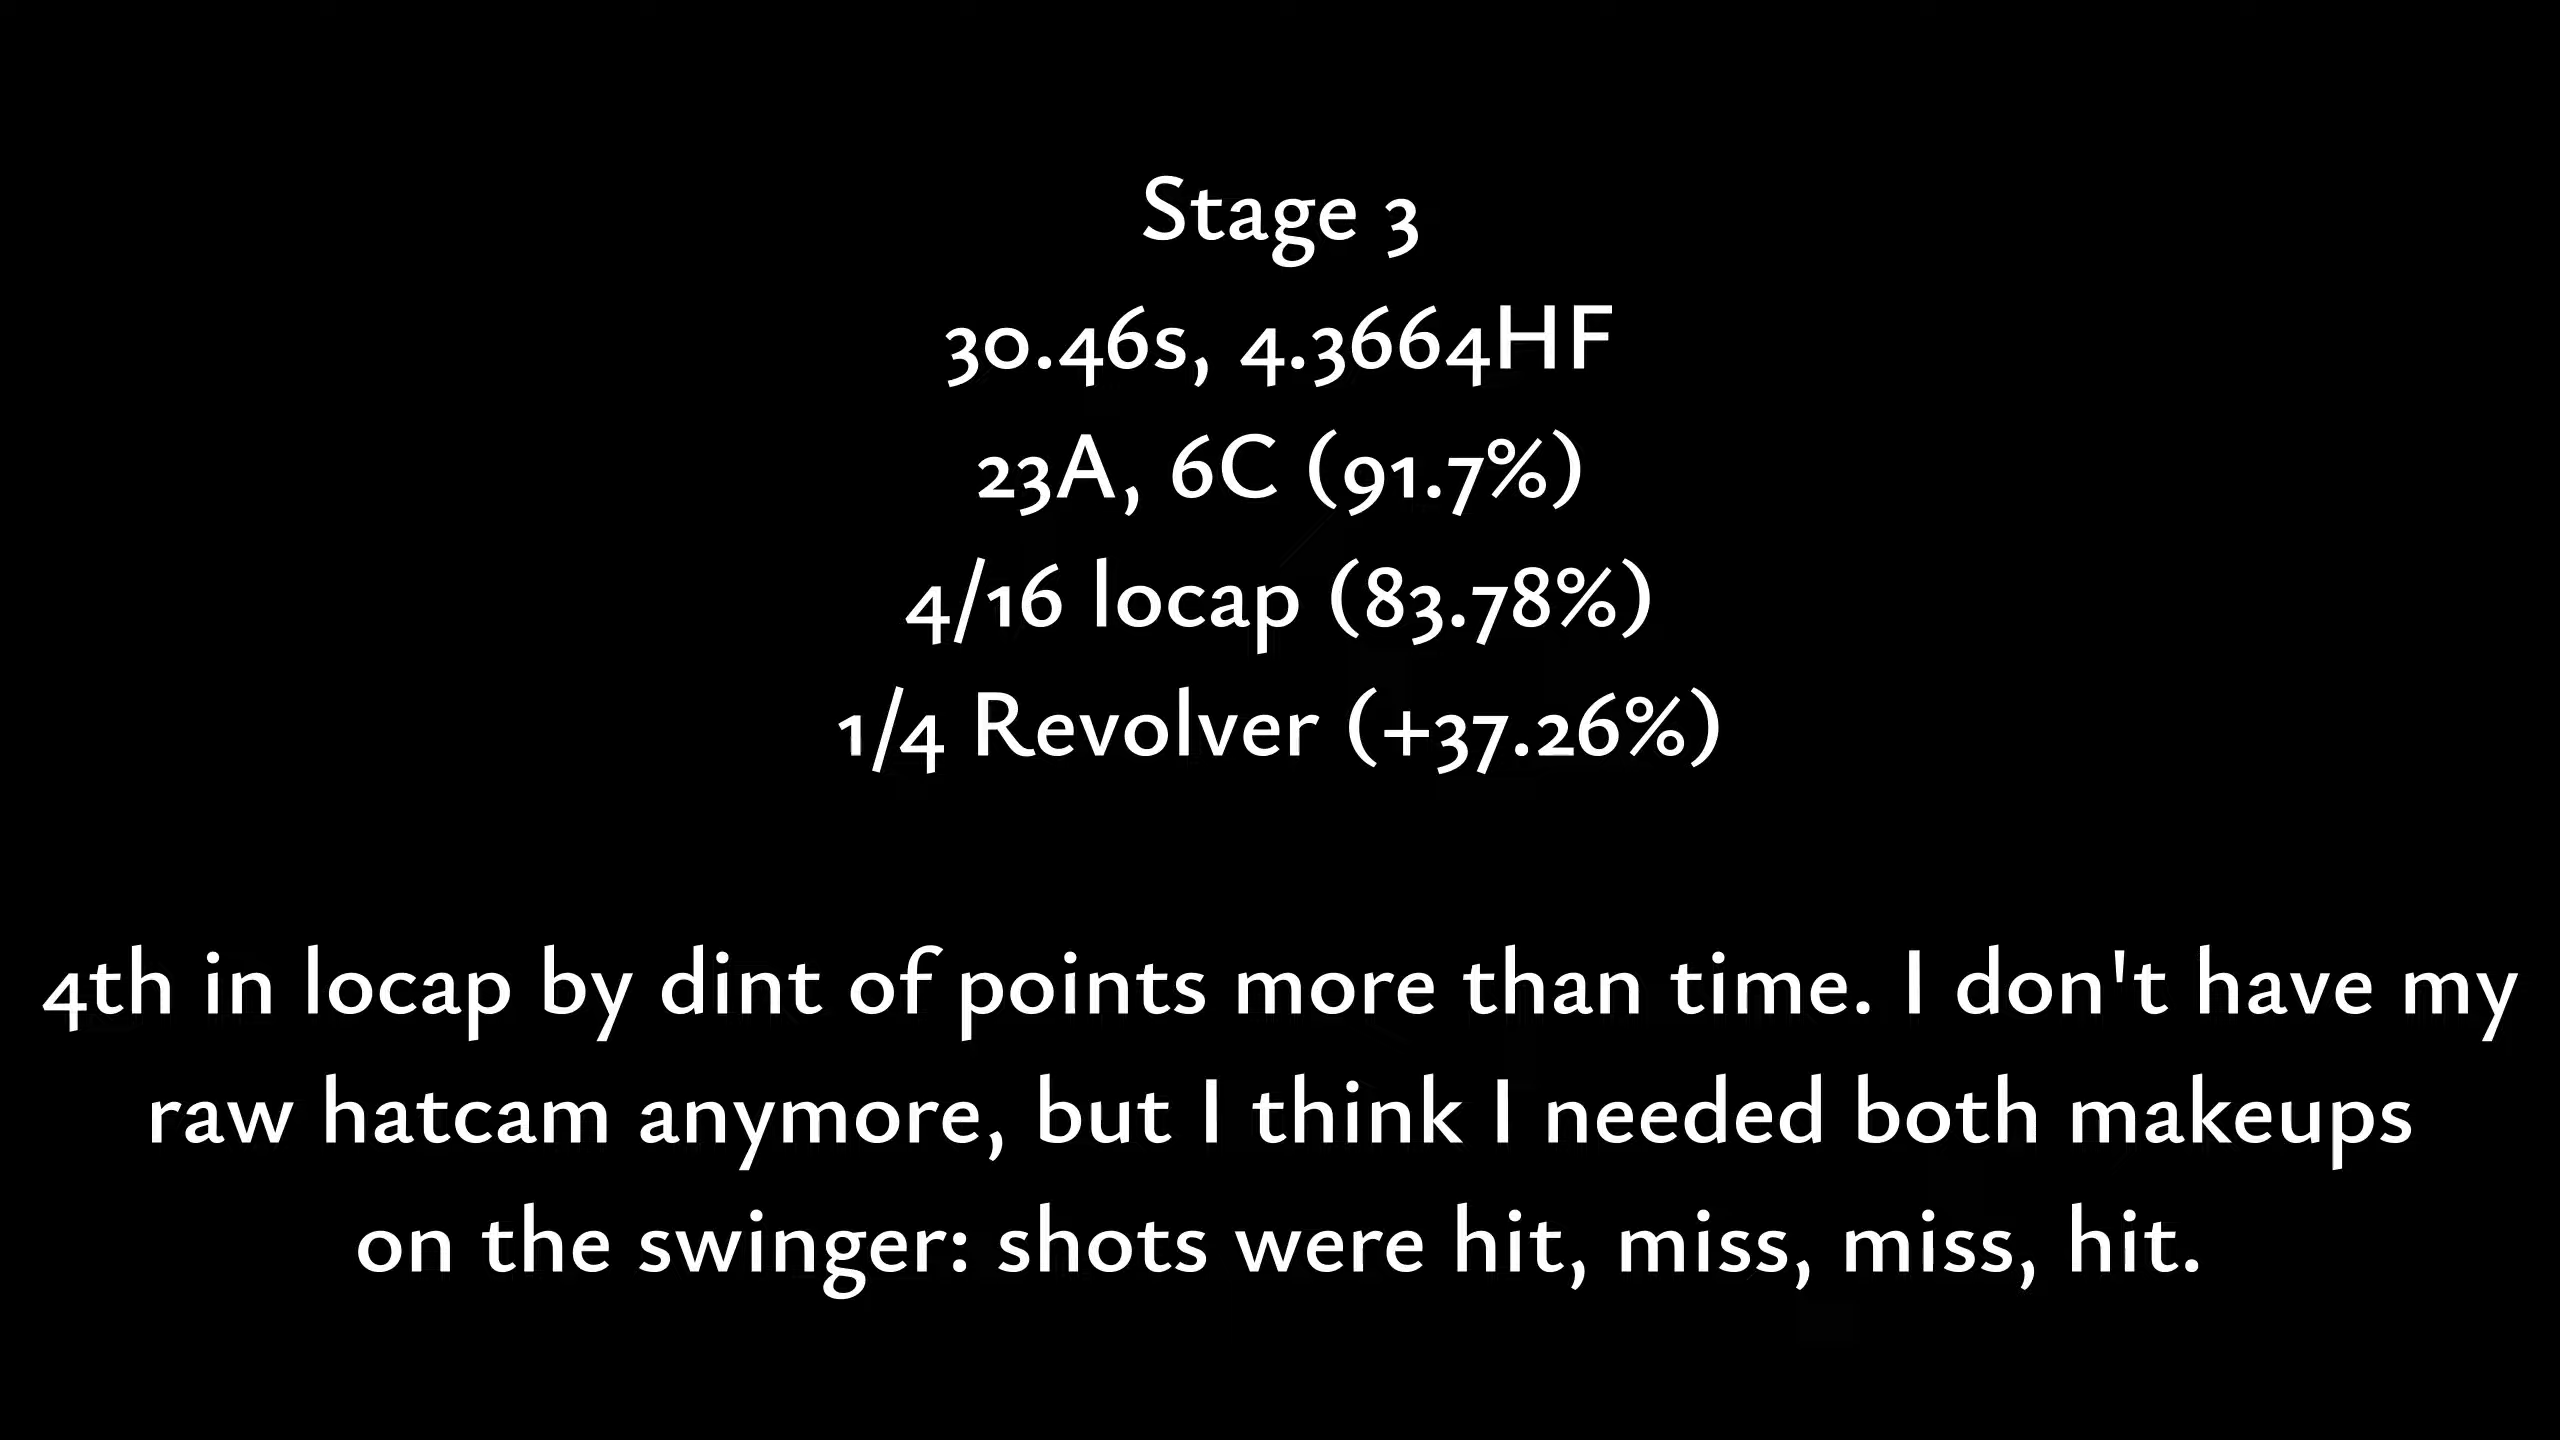 Stage 3
30.46s, 4.3664HF
23A, 6C (91.7%)
4/16 locap (83.78%)
1/4 Revolver (+37.26%)
4th in locap by dint of points more than time. I don't have my
raw hatcam anymore, but I think I needed both makeups
on the swinger: shots were hit, miss, miss, hit.